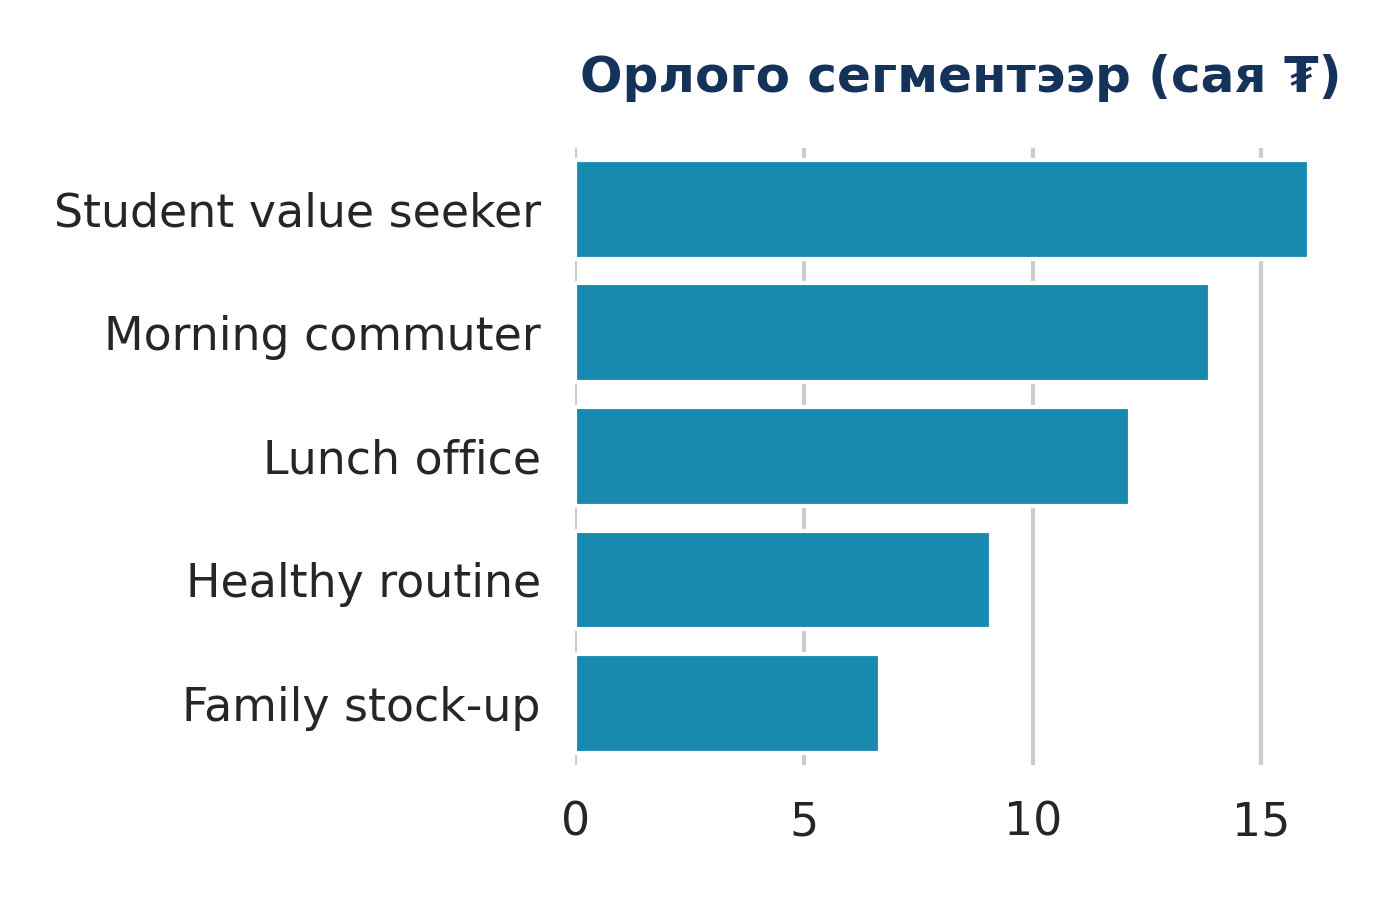 Орлого сегментээр (сая ₮)
Student value seeker
Morning commuter
Lunch office
Healthy routine
Family stock-up
0 5 10 15